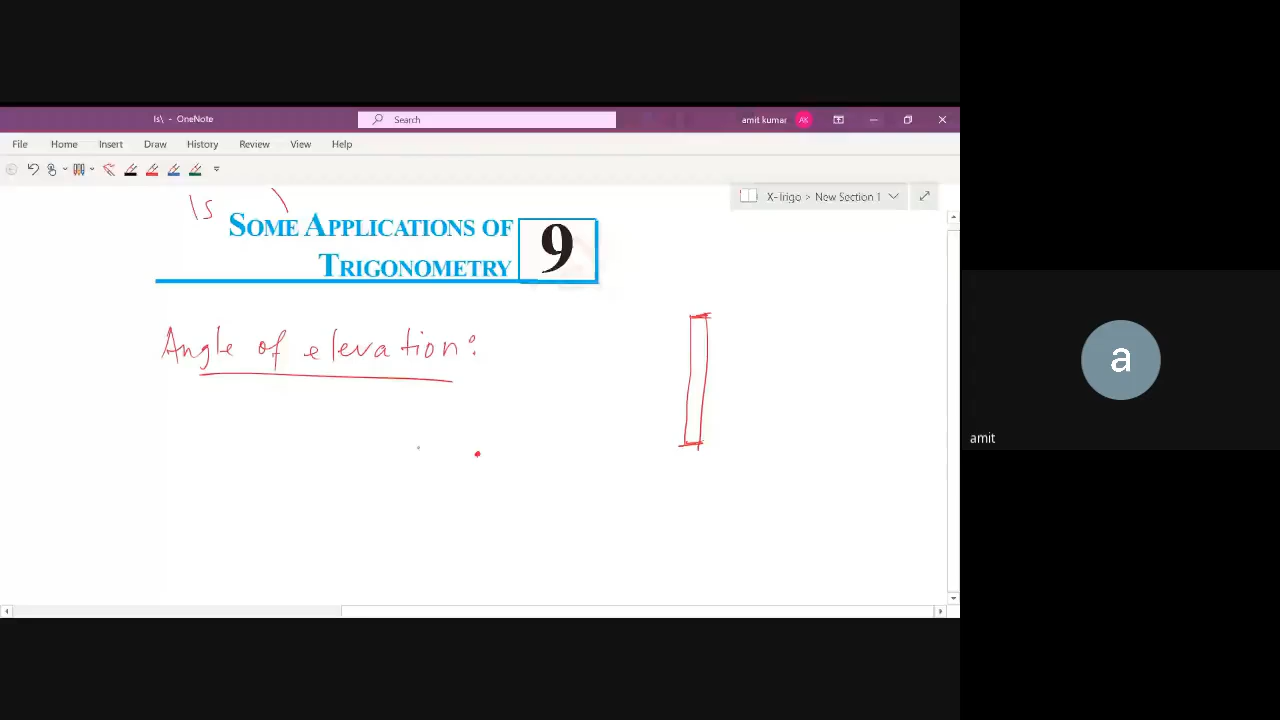 ls\ - OneNote
Search
amit kumar
AK
File Home Insert Draw History Review View Help
X-Trigo > New Section 1
ls \
SOME APPLICATIONS OF
TRIGONOMETRY
9
Angle of elevation:
a
amit